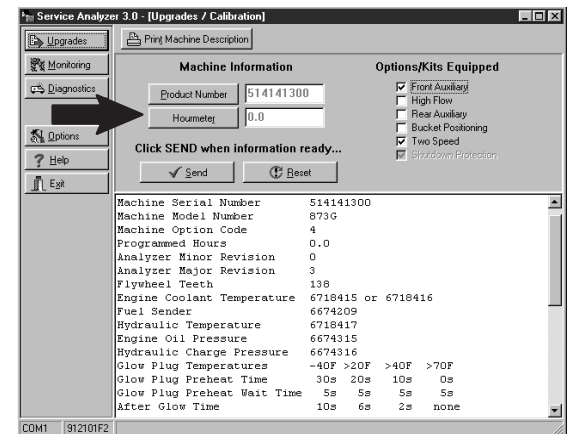 Service Analyzer 3.0 - [Upgrades / Calibration]
Upgrades
Print Machine Description
Monitoring
Diagnostics
Options
Help
Exit
Machine Information
Product Number 514141300
Hourmeter 0.0
Click SEND when information ready...
Send Reset
Options/Kits Equipped
Front Auxiliary
High Flow
Rear Auxiliary
Bucket Positioning
Two Speed
Shutdown Protection
Machine Serial Number 514141300
Machine Model Number 873G
Machine Option Code 4
Programmed Hours 0.0
Analyzer Minor Revision 0
Analyzer Major Revision 3
Flywheel Teeth 138
Engine Coolant Temperature 6718415 or 6718416
Fuel Sender 6674209
Hydraulic Temperature 6718417
Engine Oil Pressure 6674315
Hydraulic Charge Pressure 6674316
Glow Plug Temperatures -40F >20F >40F >70F
Glow Plug Preheat Time 30s 20s 10s 0s
Glow Plug Preheat Wait Time 5s 5s 5s 5s
After Glow Time 10s 6s 2s none
COM1 912101F2